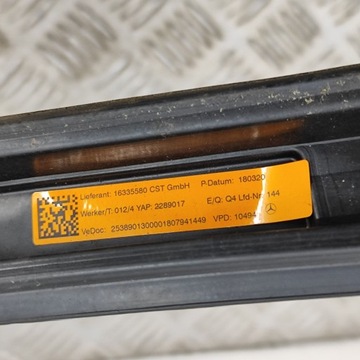 Lieferant: 16335580 CST GmbH P-Datum: 180320
Werker/T: 012/4 YAP: 2289017 E/Q: Q4 Lfd-Nr: 144
VeDoc: 2538901300001807941449 VPD: 10494